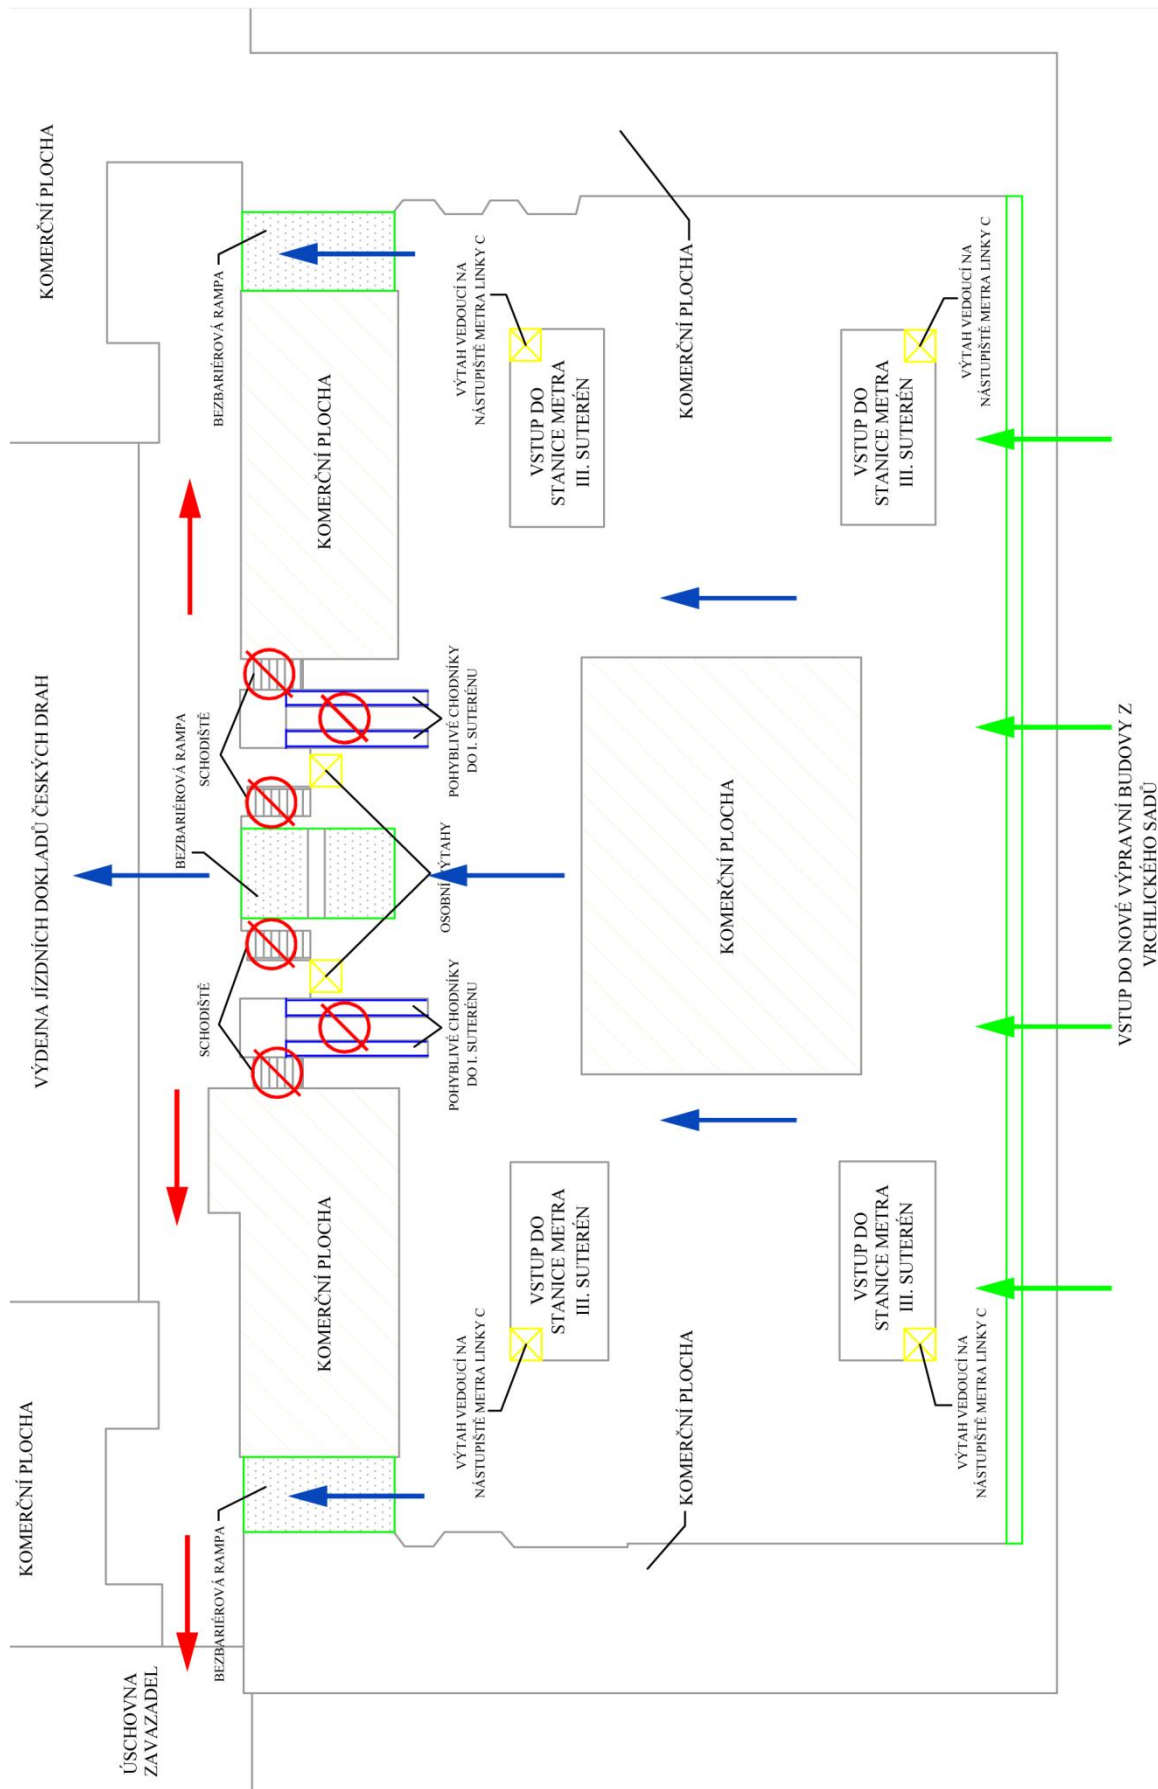 ÚSCHOVNA
ZAVAZADEL
KOMERČNÍ PLOCHA
VÝDEJNA JÍZDNÍCH DOKLADŮ ČESKÝCH DRAH
KOMERČNÍ PLOCHA
BEZBARIÉROVÁ RAMPA
SCHODIŠTĚ
BEZBARIÉROVÁ RAMPA
SCHODIŠTĚ
BEZBARIÉROVÁ RAMPA
KOMERČNÍ PLOCHA
KOMERČNÍ PLOCHA
POHYBLIVÉ CHODNÍKY
DO I. SUTERÉNU
OSOBNÍ VÝTAHY
POHYBLIVÉ CHODNÍKY
DO I. SUTERÉNU
VÝTAH VEDOUCÍ NA
NÁSTUPIŠTĚ METRA LINKY C
VSTUP DO
STANICE METRA
III. SUTERÉN
VSTUP DO
STANICE METRA
III. SUTERÉN
VÝTAH VEDOUCÍ NA
NÁSTUPIŠTĚ METRA LINKY C
KOMERČNÍ PLOCHA
KOMERČNÍ PLOCHA
KOMERČNÍ PLOCHA
VSTUP DO
STANICE METRA
III. SUTERÉN
VÝTAH VEDOUCÍ NA
NÁSTUPIŠTĚ METRA LINKY C
VSTUP DO
STANICE METRA
III. SUTERÉN
VÝTAH VEDOUCÍ NA
NÁSTUPIŠTĚ METRA LINKY C
VSTUP DO NOVÉ VÝPRAVNÍ BUDOVY Z
VRCHLICKÉHO SADŮ